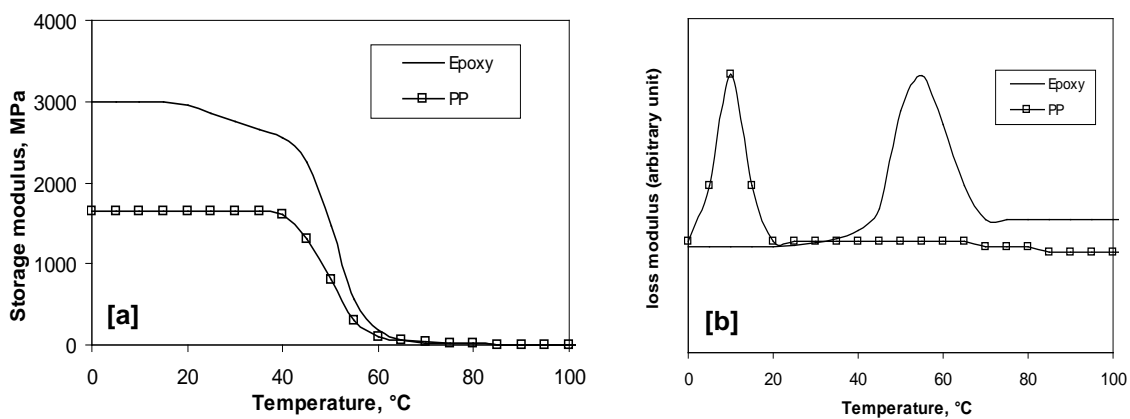 4000
3000
2000
1000
0
Storage modulus, MPa
Epoxy
PP
[a]
0 20 40 60 80 100
Temperature, °C
loss modulus (arbitrary unit)
Epoxy
PP
[b]
0 20 40 60 80 100
Temperature, °C